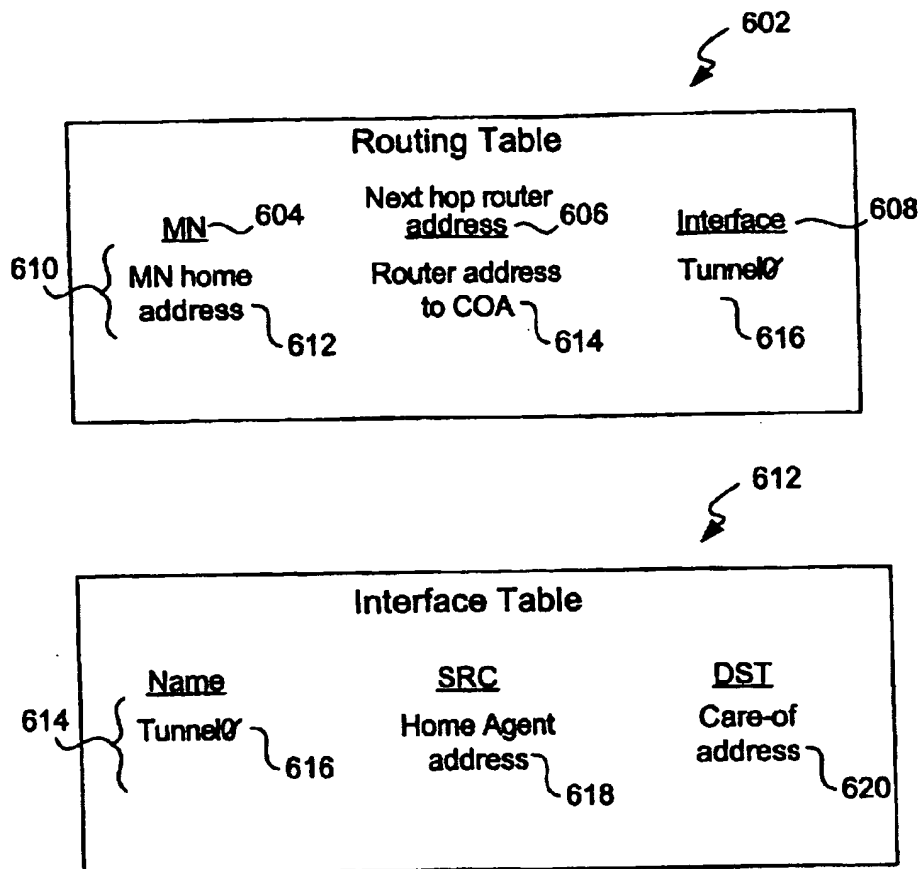 602
Routing Table
MN 604
Next hop router
address 606
Interface 608
610
MN home
address 612
Router address
to COA 614
Tunnel0
616
612
Interface Table
Name
SRC
DST
614
Tunnel0 616
Home Agent
address 618
Care-of
address 620